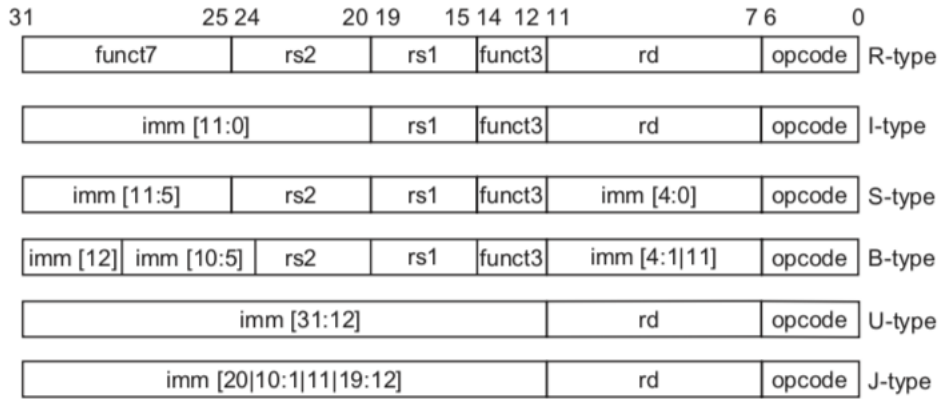 31 25 24 20 19 15 14 12 11 7 6 0
funct7 rs2 rs1 funct3 rd opcode R-type
imm [11:0] rs1 funct3 rd opcode I-type
imm [11:5] rs2 rs1 funct3 imm [4:0] opcode S-type
imm [12] imm [10:5] rs2 rs1 funct3 imm [4:1|11] opcode B-type
imm [31:12] rd opcode U-type
imm [20|10:1|11|19:12] rd opcode J-type